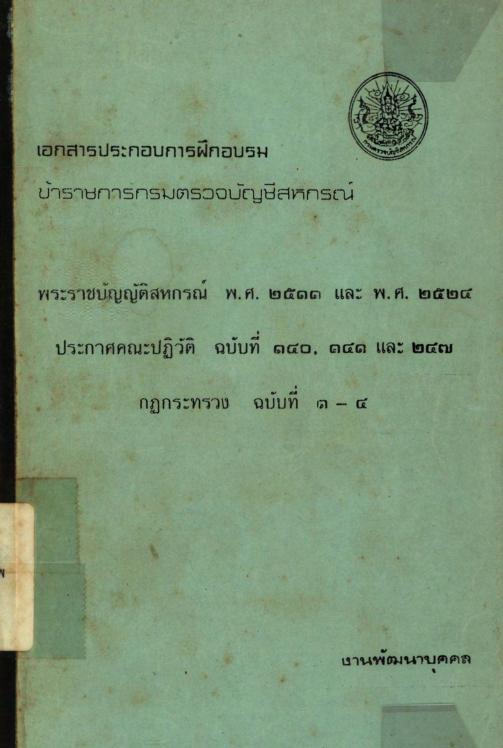 เอกสารประกอบการฝึกอบรม
ข้าราชการกรมตรวจบัญชีสหกรณ์
พระราชบัญญัติสหกรณ์ พ.ศ. ๒๕๑๑ และ พ.ศ. ๒๕๒๔
ประกาศคณะปฏิวัติ ฉบับที่ ๑๔๐, ๑๔๑ และ ๒๔๗
กฎกระทรวง ฉบับที่ ๑ – ๔
งานพัฒนาบุคคล